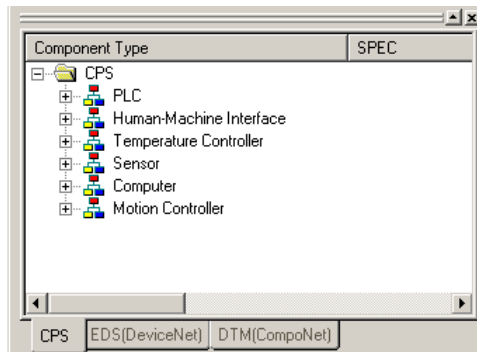 Component Type SPEC
CPS
PLC
Human-Machine Interface
Temperature Controller
Sensor
Computer
Motion Controller
CPS EDS(DeviceNet) DTM(CompoNet)